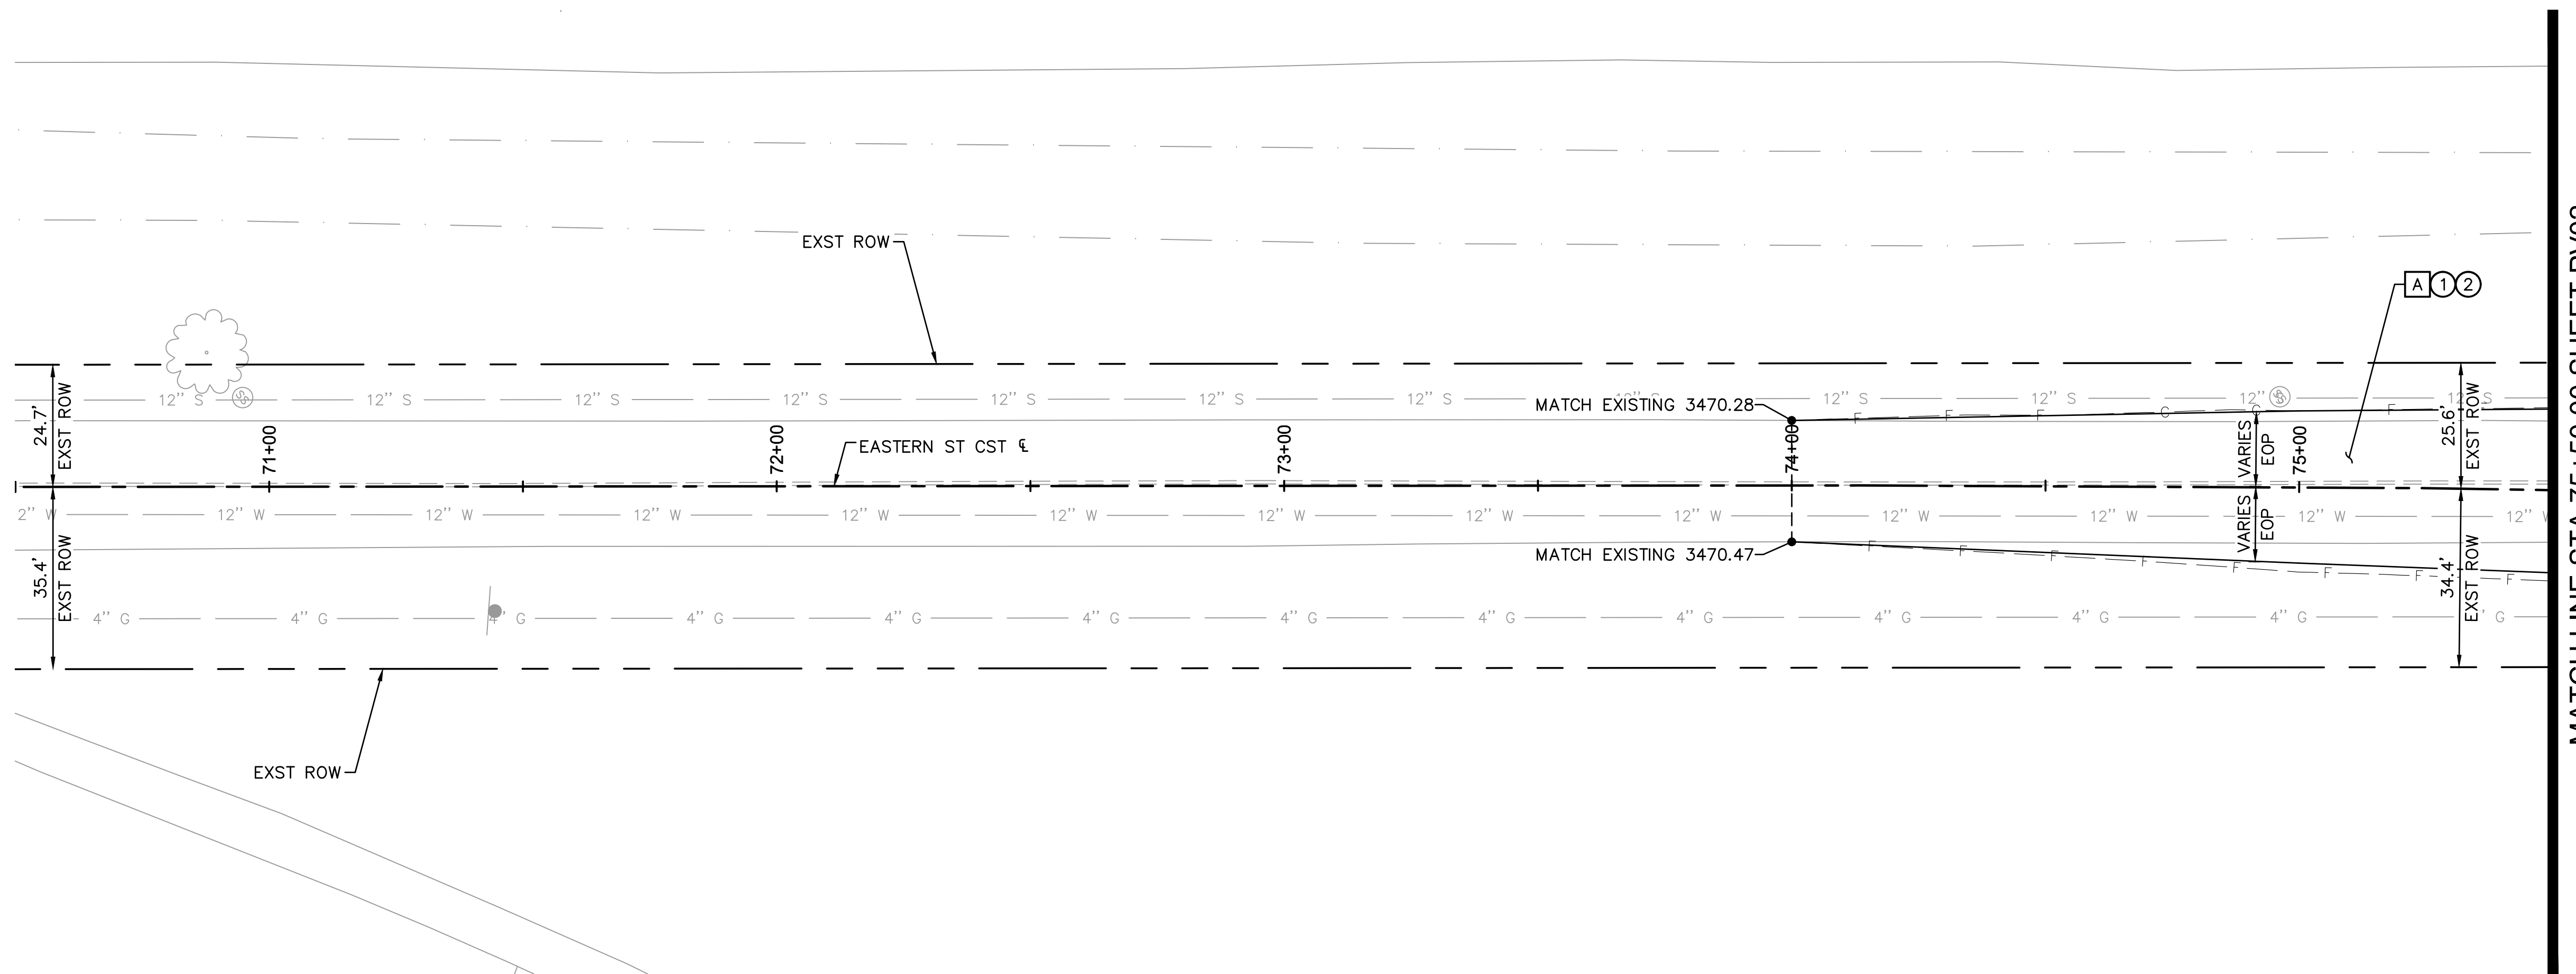 EXST ROW
A 1 2
12" S 12" S 12" S 12" S 12" S 12" S 12" S 12" S 12" S 12" S
SS
SS
MATCH EXISTING 3470.28
F F F G G F
24.7'
EXST ROW
71+00
72+00
EASTERN ST CST ℄
73+00
74+00
VARIES
EOP
75+00
25.6'
EXST ROW
2" W 12" W 12" W 12" W 12" W 12" W 12" W 12" W 12" W 12" W 12" W 12" W
35.4'
EXST ROW
MATCH EXISTING 3470.47
VARIES
EOP
F F F F F F F F
34.4'
EXST ROW
4" G 4" G 4" G 4" G 4" G 4" G 4" G 4" G 4" G 4" G 4" G 4" G G
EXST ROW